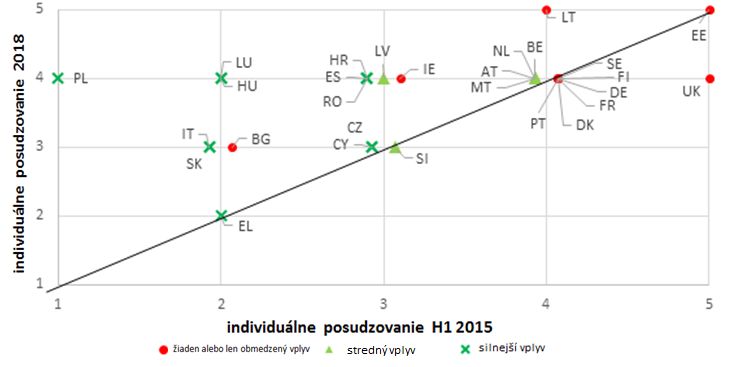 individuálne posudzovanie 2018
5
4
3
2
1
LT
EE
PL
LU
HU
HR
ES
RO
LV
IE
NL
BE
AT
MT
SE
FI
DE
FR
DK
PT
UK
IT
SK
BG
CZ
CY
SI
EL
1
2
3
4
5
individuálne posudzovanie H1 2015
žiaden alebo len obmedzený vplyv
stredný vplyv
silnejší vplyv